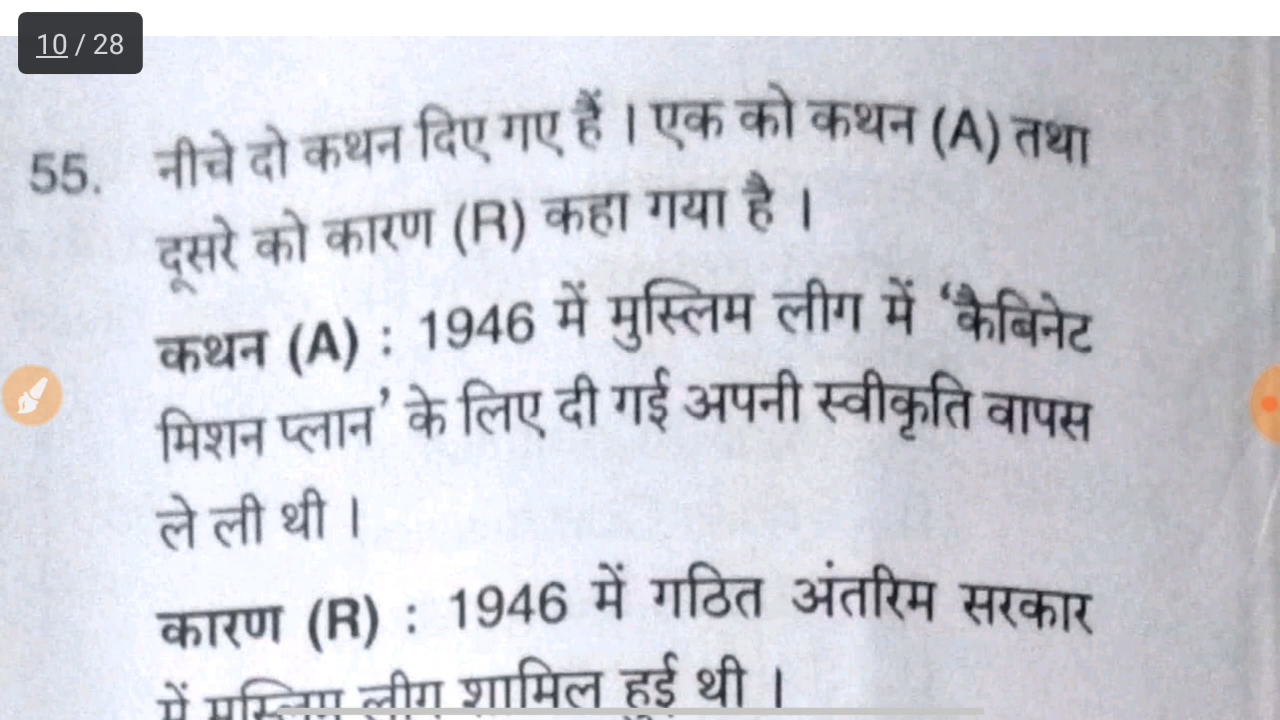 10 / 28
55. नीचे दो कथन दिए गए हैं । एक को कथन (A) तथा
दूसरे को कारण (R) कहा गया है ।
कथन (A) : 1946 में मुस्लिम लीग में ‘कैबिनेट
मिशन प्लान’ के लिए दी गई अपनी स्वीकृति वापस
ले ली थी ।
कारण (R) : 1946 में गठित अंतरिम सरकार
में मुस्लिम लीग शामिल हुई थी ।